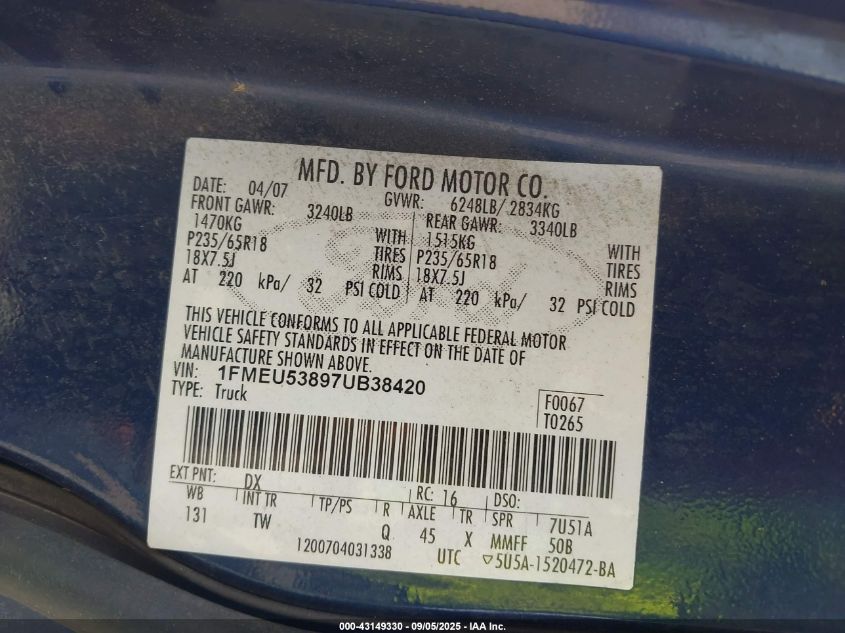 MFD. BY FORD MOTOR CO.
DATE: 04/07 GVWR: 6248LB/ 2834KG
FRONT GAWR: 3240LB REAR GAWR: 3340LB
1470KG WITH 1515KG WITH
P235/65R18 TIRES P235/65R18 TIRES
18X7.5J RIMS 18X7.5J RIMS
AT 220 kPa/ 32 PSI COLD AT 220 kPa/ 32 PSI COLD
THIS VEHICLE CONFORMS TO ALL APPLICABLE FEDERAL MOTOR
VEHICLE SAFETY STANDARDS IN EFFECT ON THE DATE OF
MANUFACTURE SHOWN ABOVE.
VIN: 1FMEU53897UB38420
TYPE: Truck
F0067
T0265
EXT PNT: DX RC: 16 DSO:
WB INT TR TP/PS R AXLE TR SPR 7U51A
131 TW Q 45 X MMFF 50B
1200704031338 UTC ▽5U5A-1520472-BA
000-43149330 - 09/05/2025 - IAA Inc.